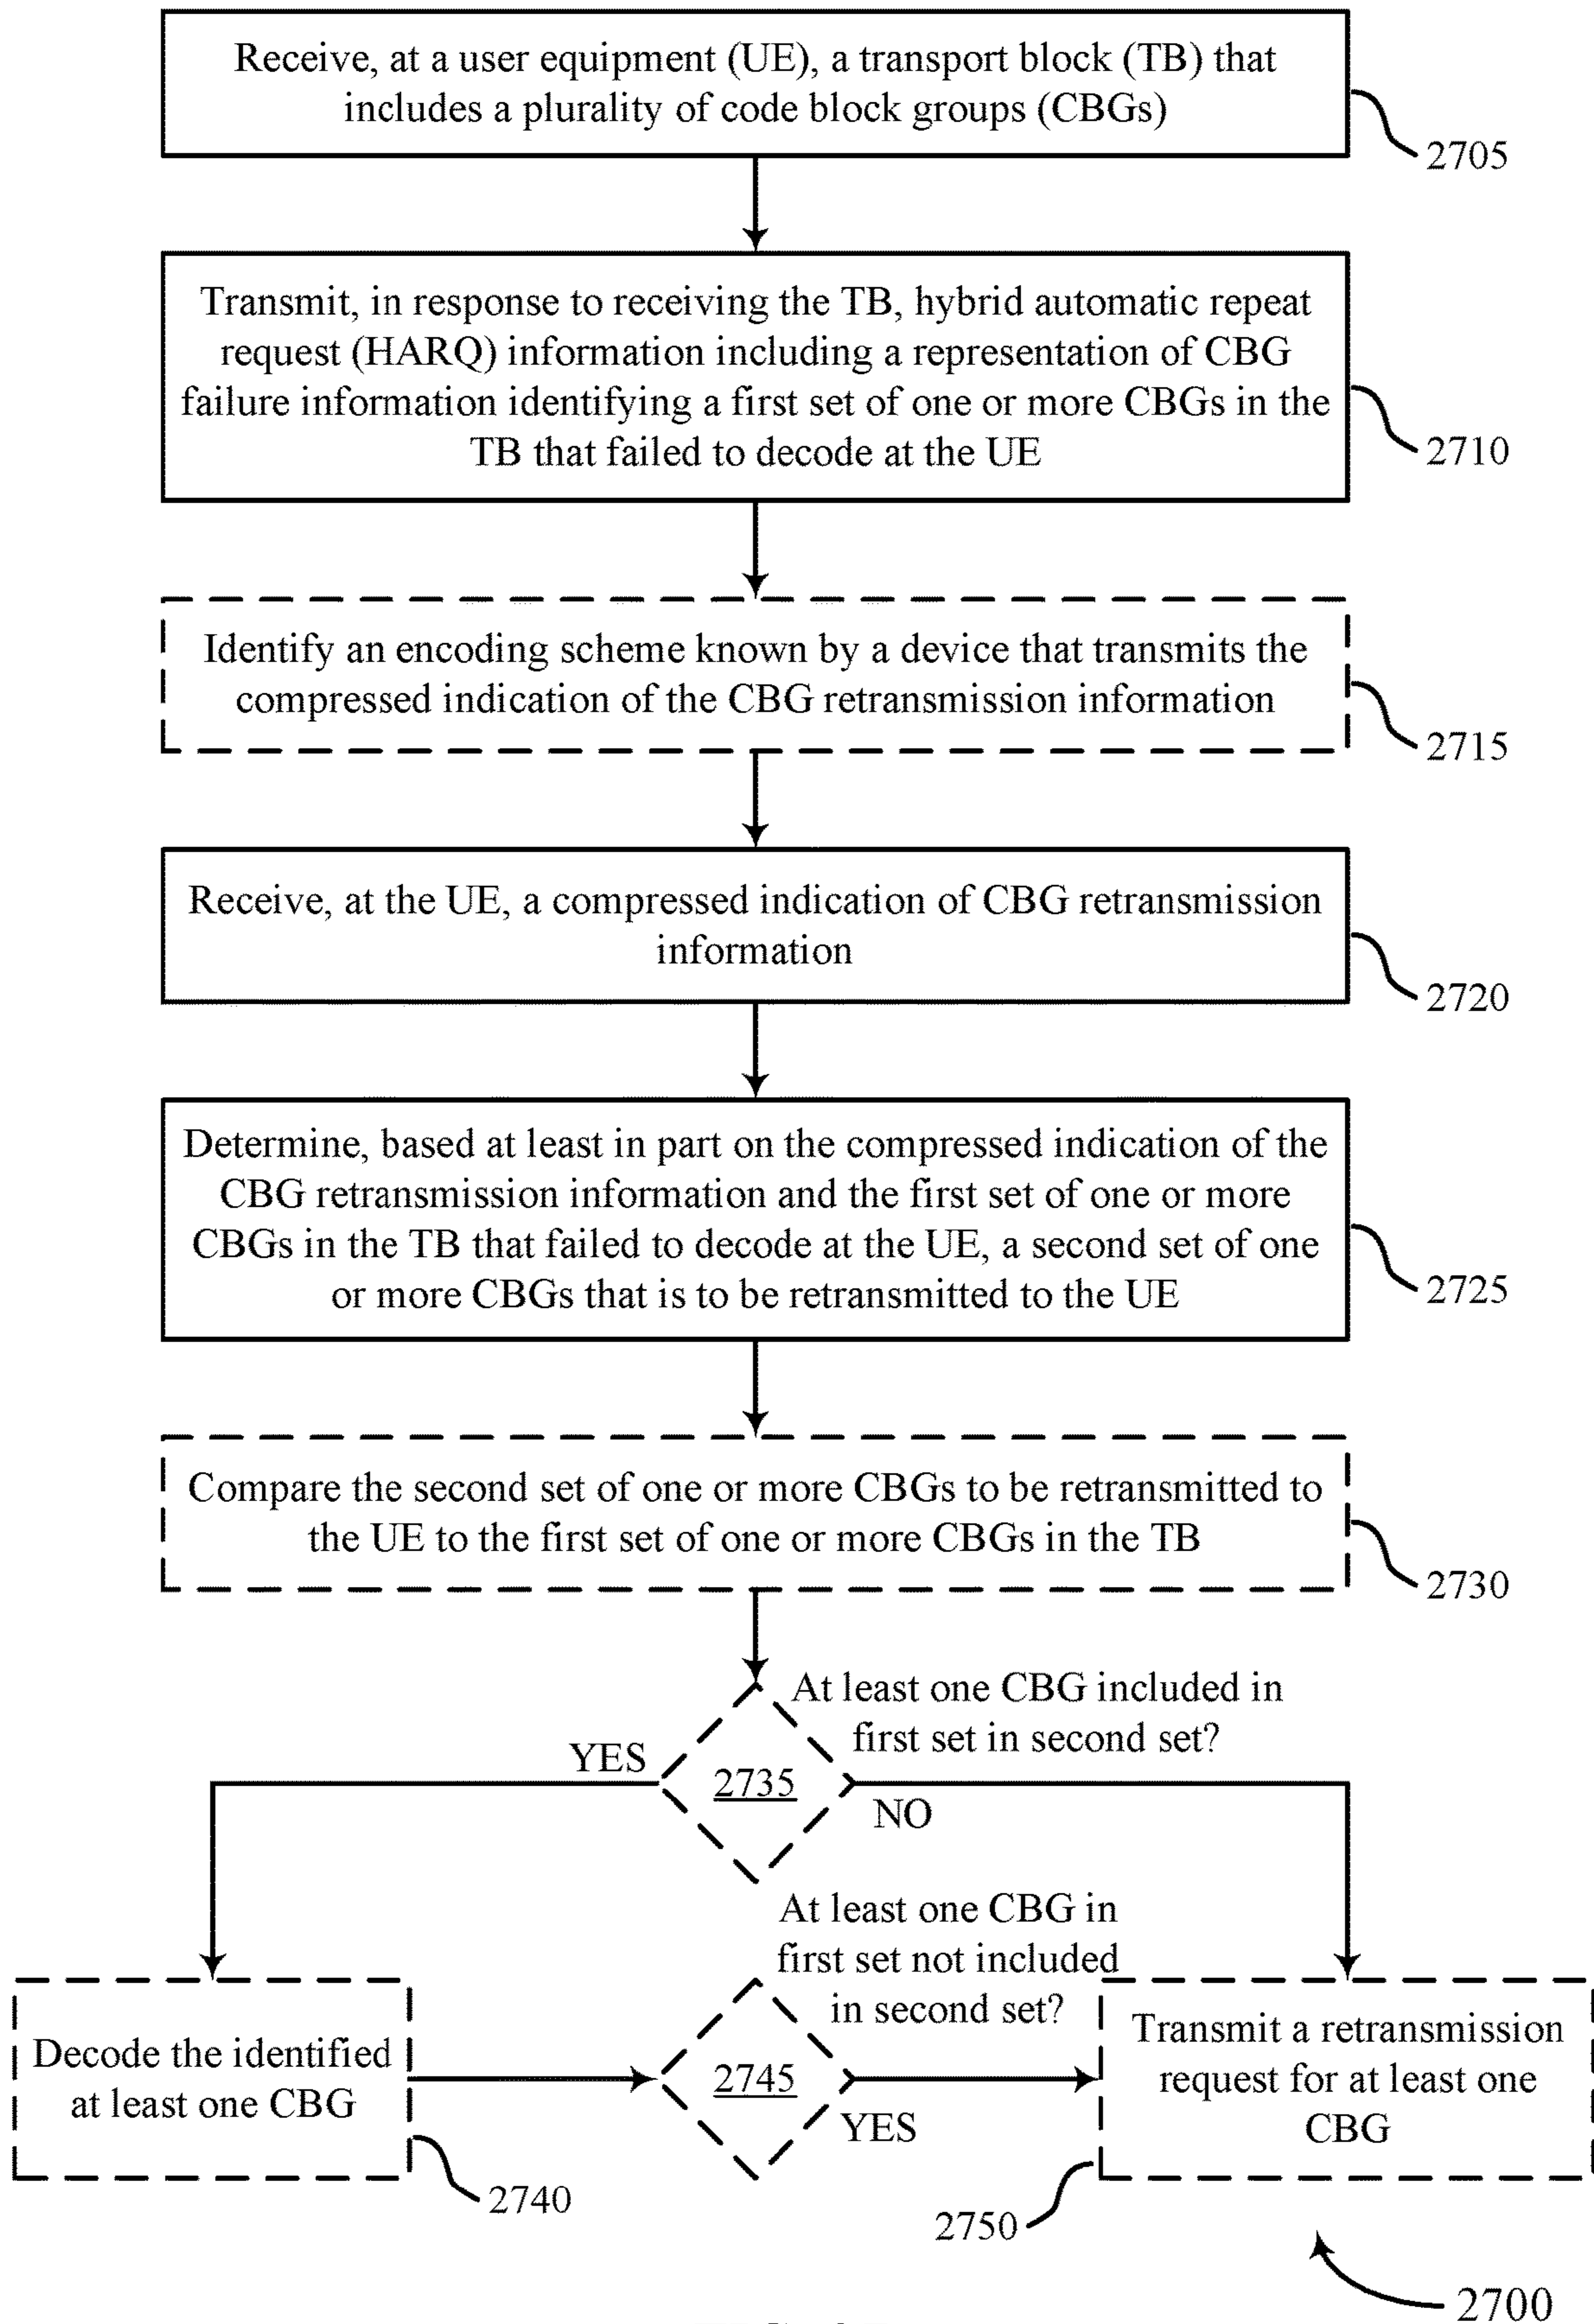 Receive, at a user equipment (UE), a transport block (TB) that
includes a plurality of code block groups (CBGs)
2705
Transmit, in response to receiving the TB, hybrid automatic repeat
request (HARQ) information including a representation of CBG
failure information identifying a first set of one or more CBGs in the
TB that failed to decode at the UE
2710
Identify an encoding scheme known by a device that transmits the
compressed indication of the CBG retransmission information
2715
Receive, at the UE, a compressed indication of CBG retransmission
information
2720
Determine, based at least in part on the compressed indication of the
CBG retransmission information and the first set of one or more
CBGs in the TB that failed to decode at the UE, a second set of one
or more CBGs that is to be retransmitted to the UE
2725
Compare the second set of one or more CBGs to be retransmitted to
the UE to the first set of one or more CBGs in the TB
2730
At least one CBG included in
first set in second set?
YES
2735
NO
At least one CBG in
first set not included
in second set?
Decode the identified
at least one CBG
2740
2745
YES
Transmit a retransmission
request for at least one
CBG
2750
2700